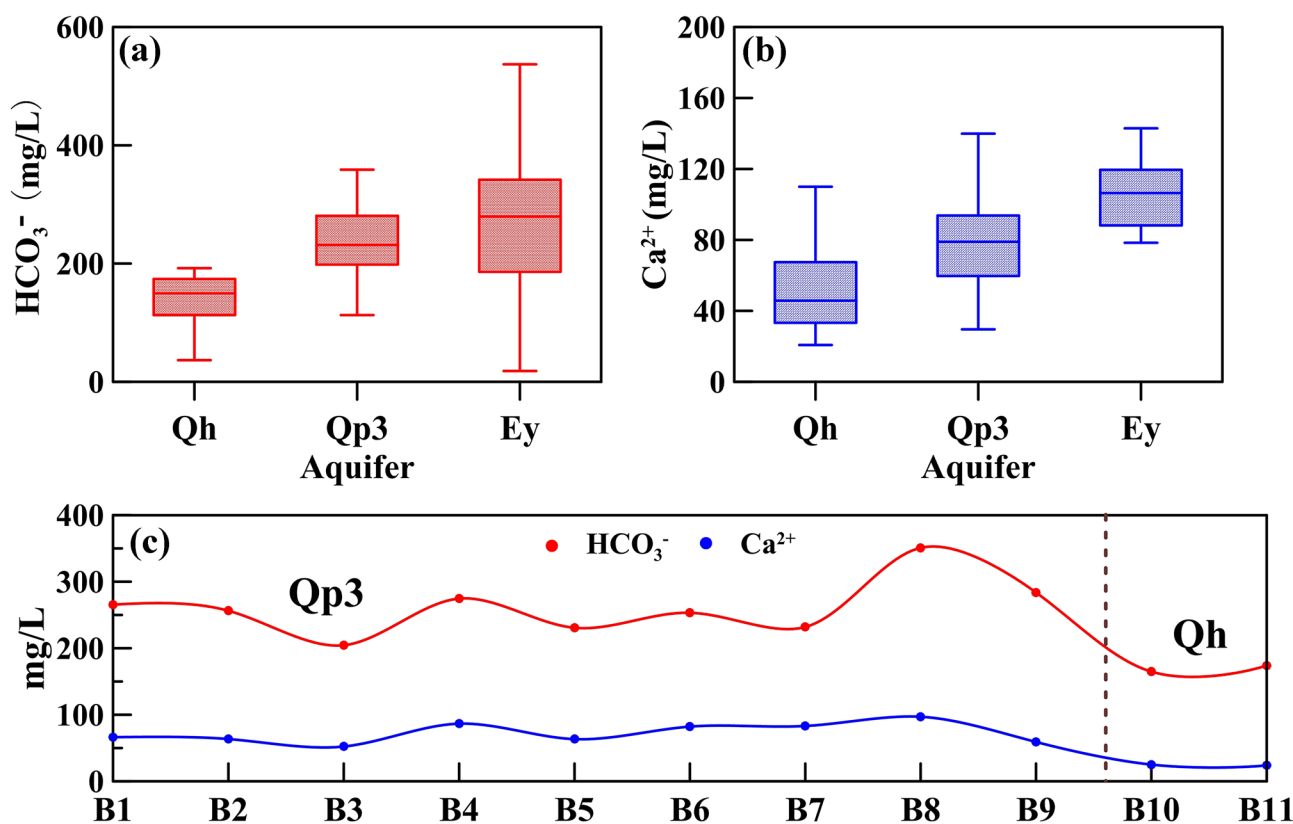 (a)
HCO₃⁻ (mg/L)
600
400
200
0
Qh Qp3 Ey
Aquifer
(b)
Ca²⁺ (mg/L)
200
160
120
80
40
0
Qh Qp3 Ey
Aquifer
(c)
mg/L
400
300
200
100
0
HCO₃⁻ Ca²⁺
Qp3
Qh
B1 B2 B3 B4 B5 B6 B7 B8 B9 B10 B11